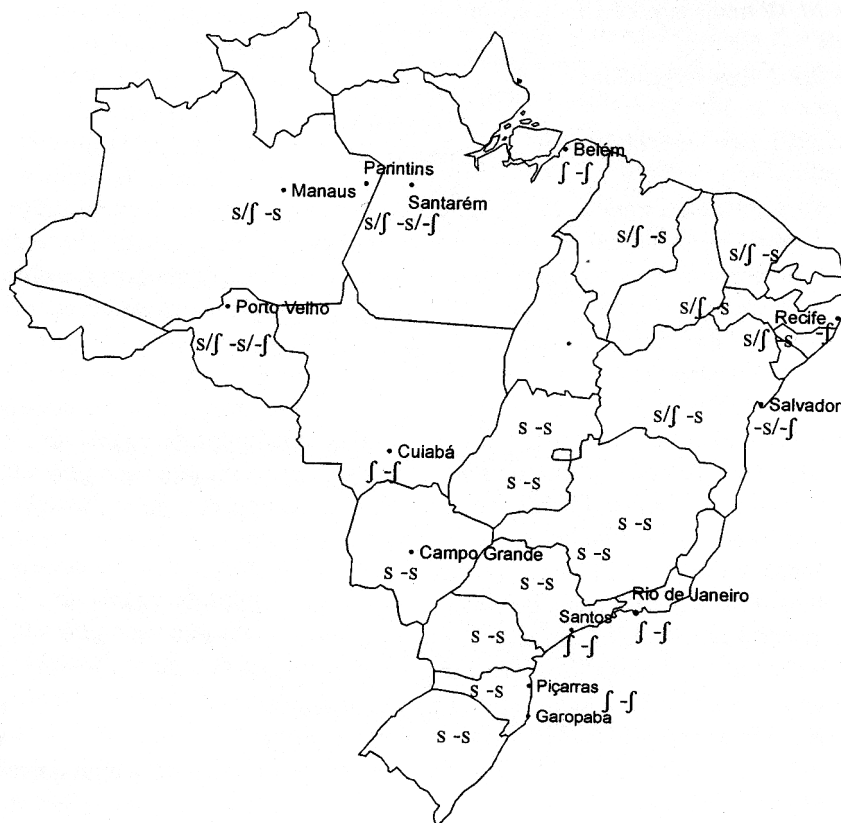 Belém
ʃ -ʃ
Parintins
Manaus
Santarém
s/ʃ -s
s/ʃ -s/-ʃ
s/ʃ -s
s/ʃ -s
Porto Velho
s/ʃ -s
Recife
s/ʃ -s/-ʃ
s/ʃ -s
-ʃ
Salvador
s/ʃ -s
-s/-ʃ
s -s
Cuiabá
ʃ -ʃ
s -s
s -s
Campo Grande
s -s
s -s
s -s
Rio de Janeiro
Santos
ʃ -ʃ
s -s
ʃ -ʃ
s -s
Piçarras
ʃ -ʃ
Garopaba
s -s